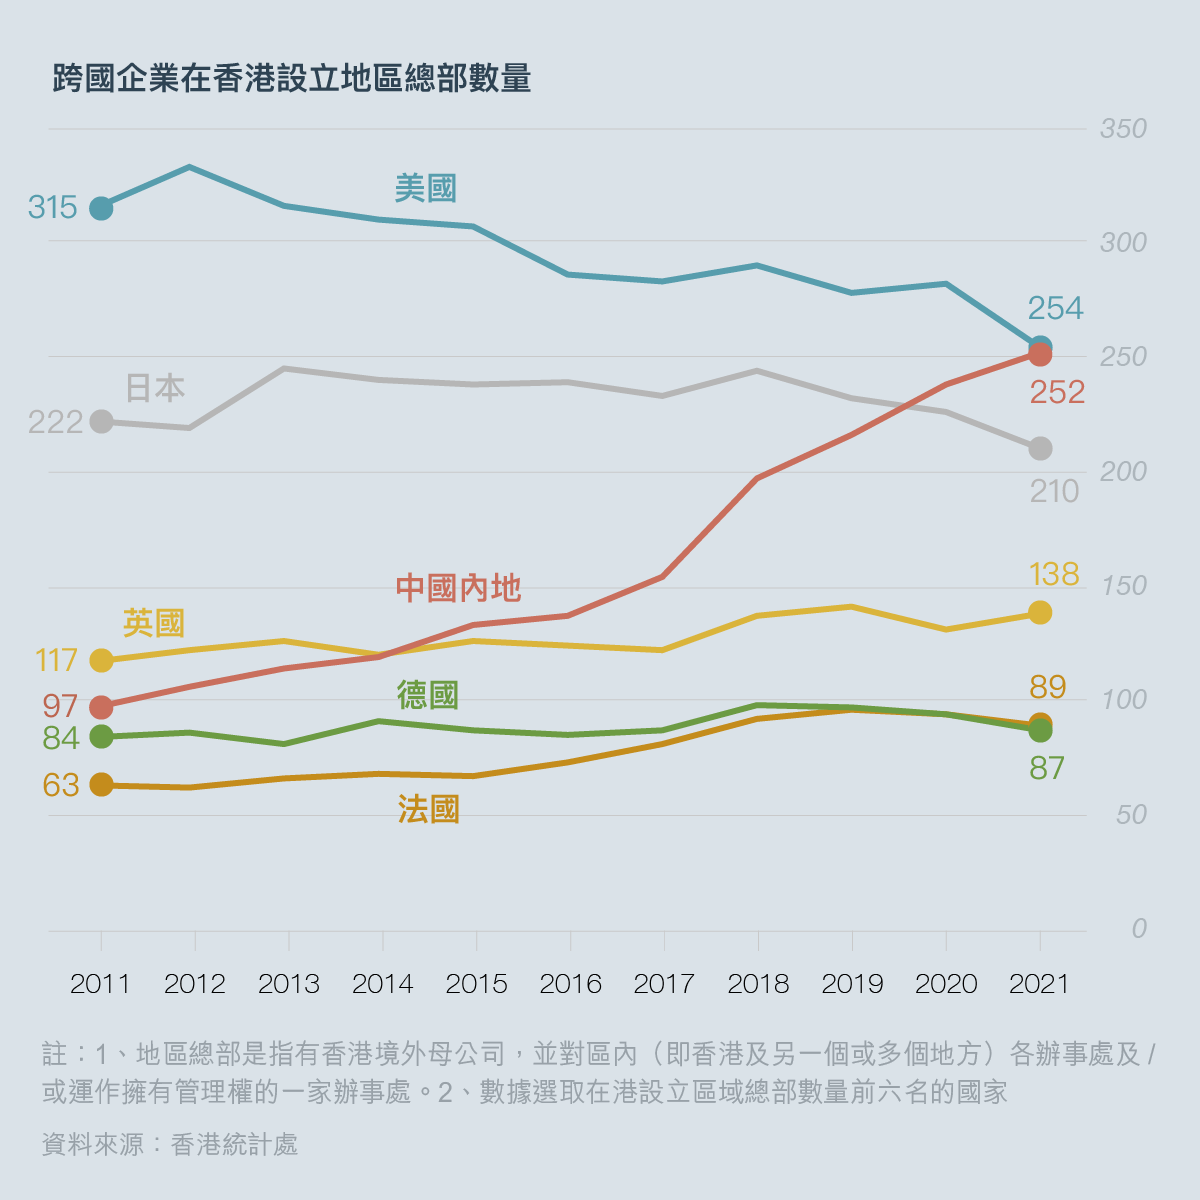 跨國企業在香港設立地區總部數量
350
美國
315
300
254
250
日本
252
222
200
210
138
中國內地
150
英國
117
德國
89
97
100
84
87
63
法國
50
0
2011 2012 2013 2014 2015 2016 2017 2018 2019 2020 2021
註：1、地區總部是指有香港境外母公司，並對區內（即香港及另一個或多個地方）各辦事處及 /
或運作擁有管理權的一家辦事處。2、數據選取在港設立區域總部數量前六名的國家
資料來源：香港統計處